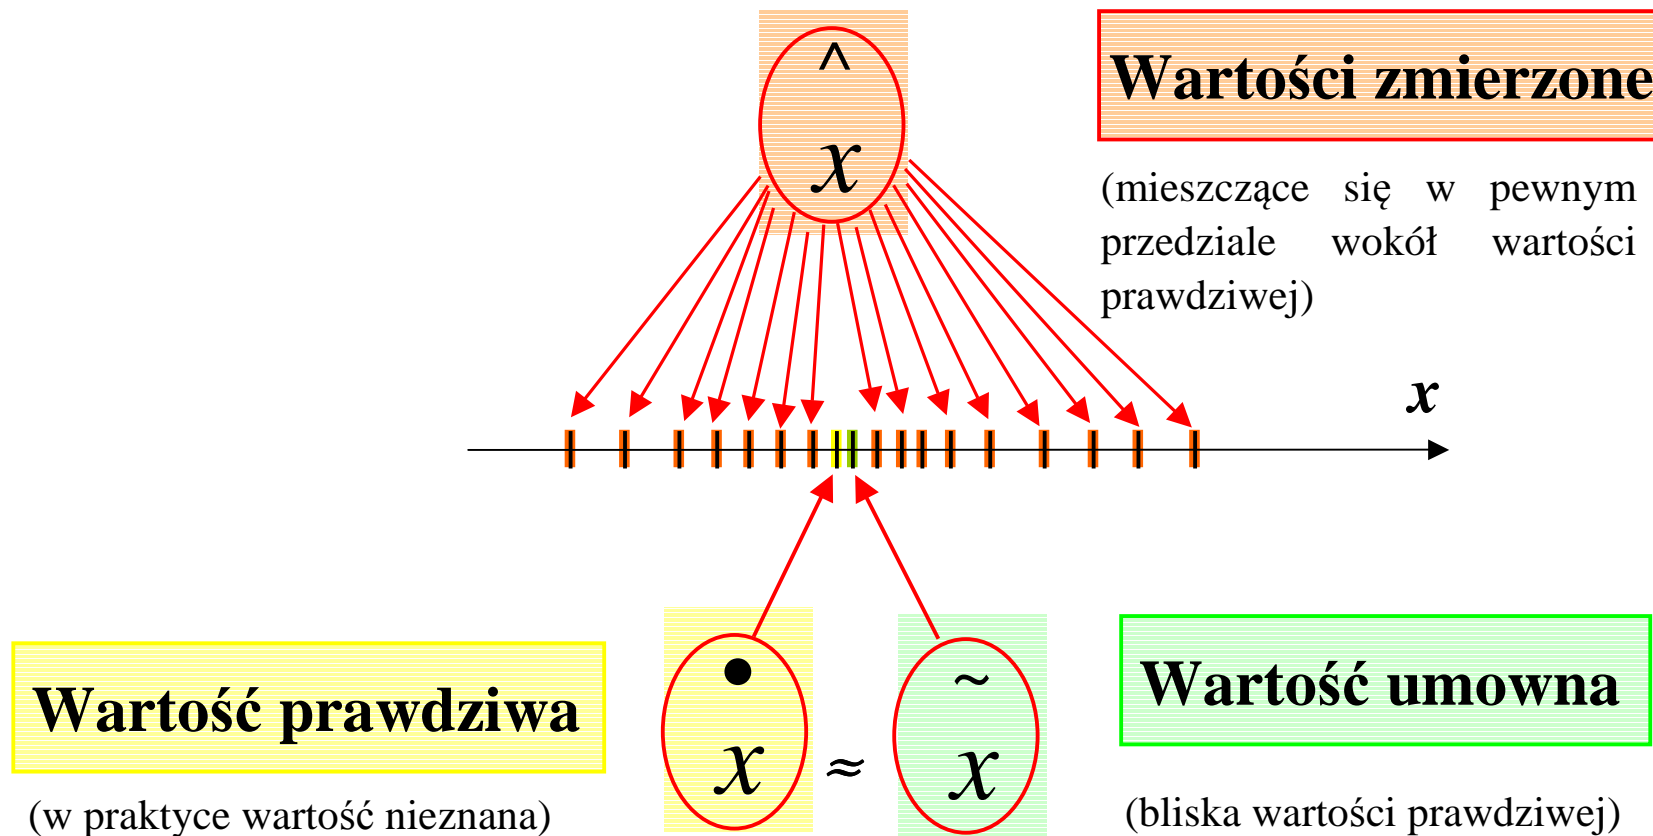 ^
x
Wartości zmierzone
(mieszczące się w pewnym
przedziale wokół wartości
prawdziwej)
x
Wartość prawdziwa
(w praktyce wartość nieznana)
•
x ≈
~
x
Wartość umowna
(bliska wartości prawdziwej)